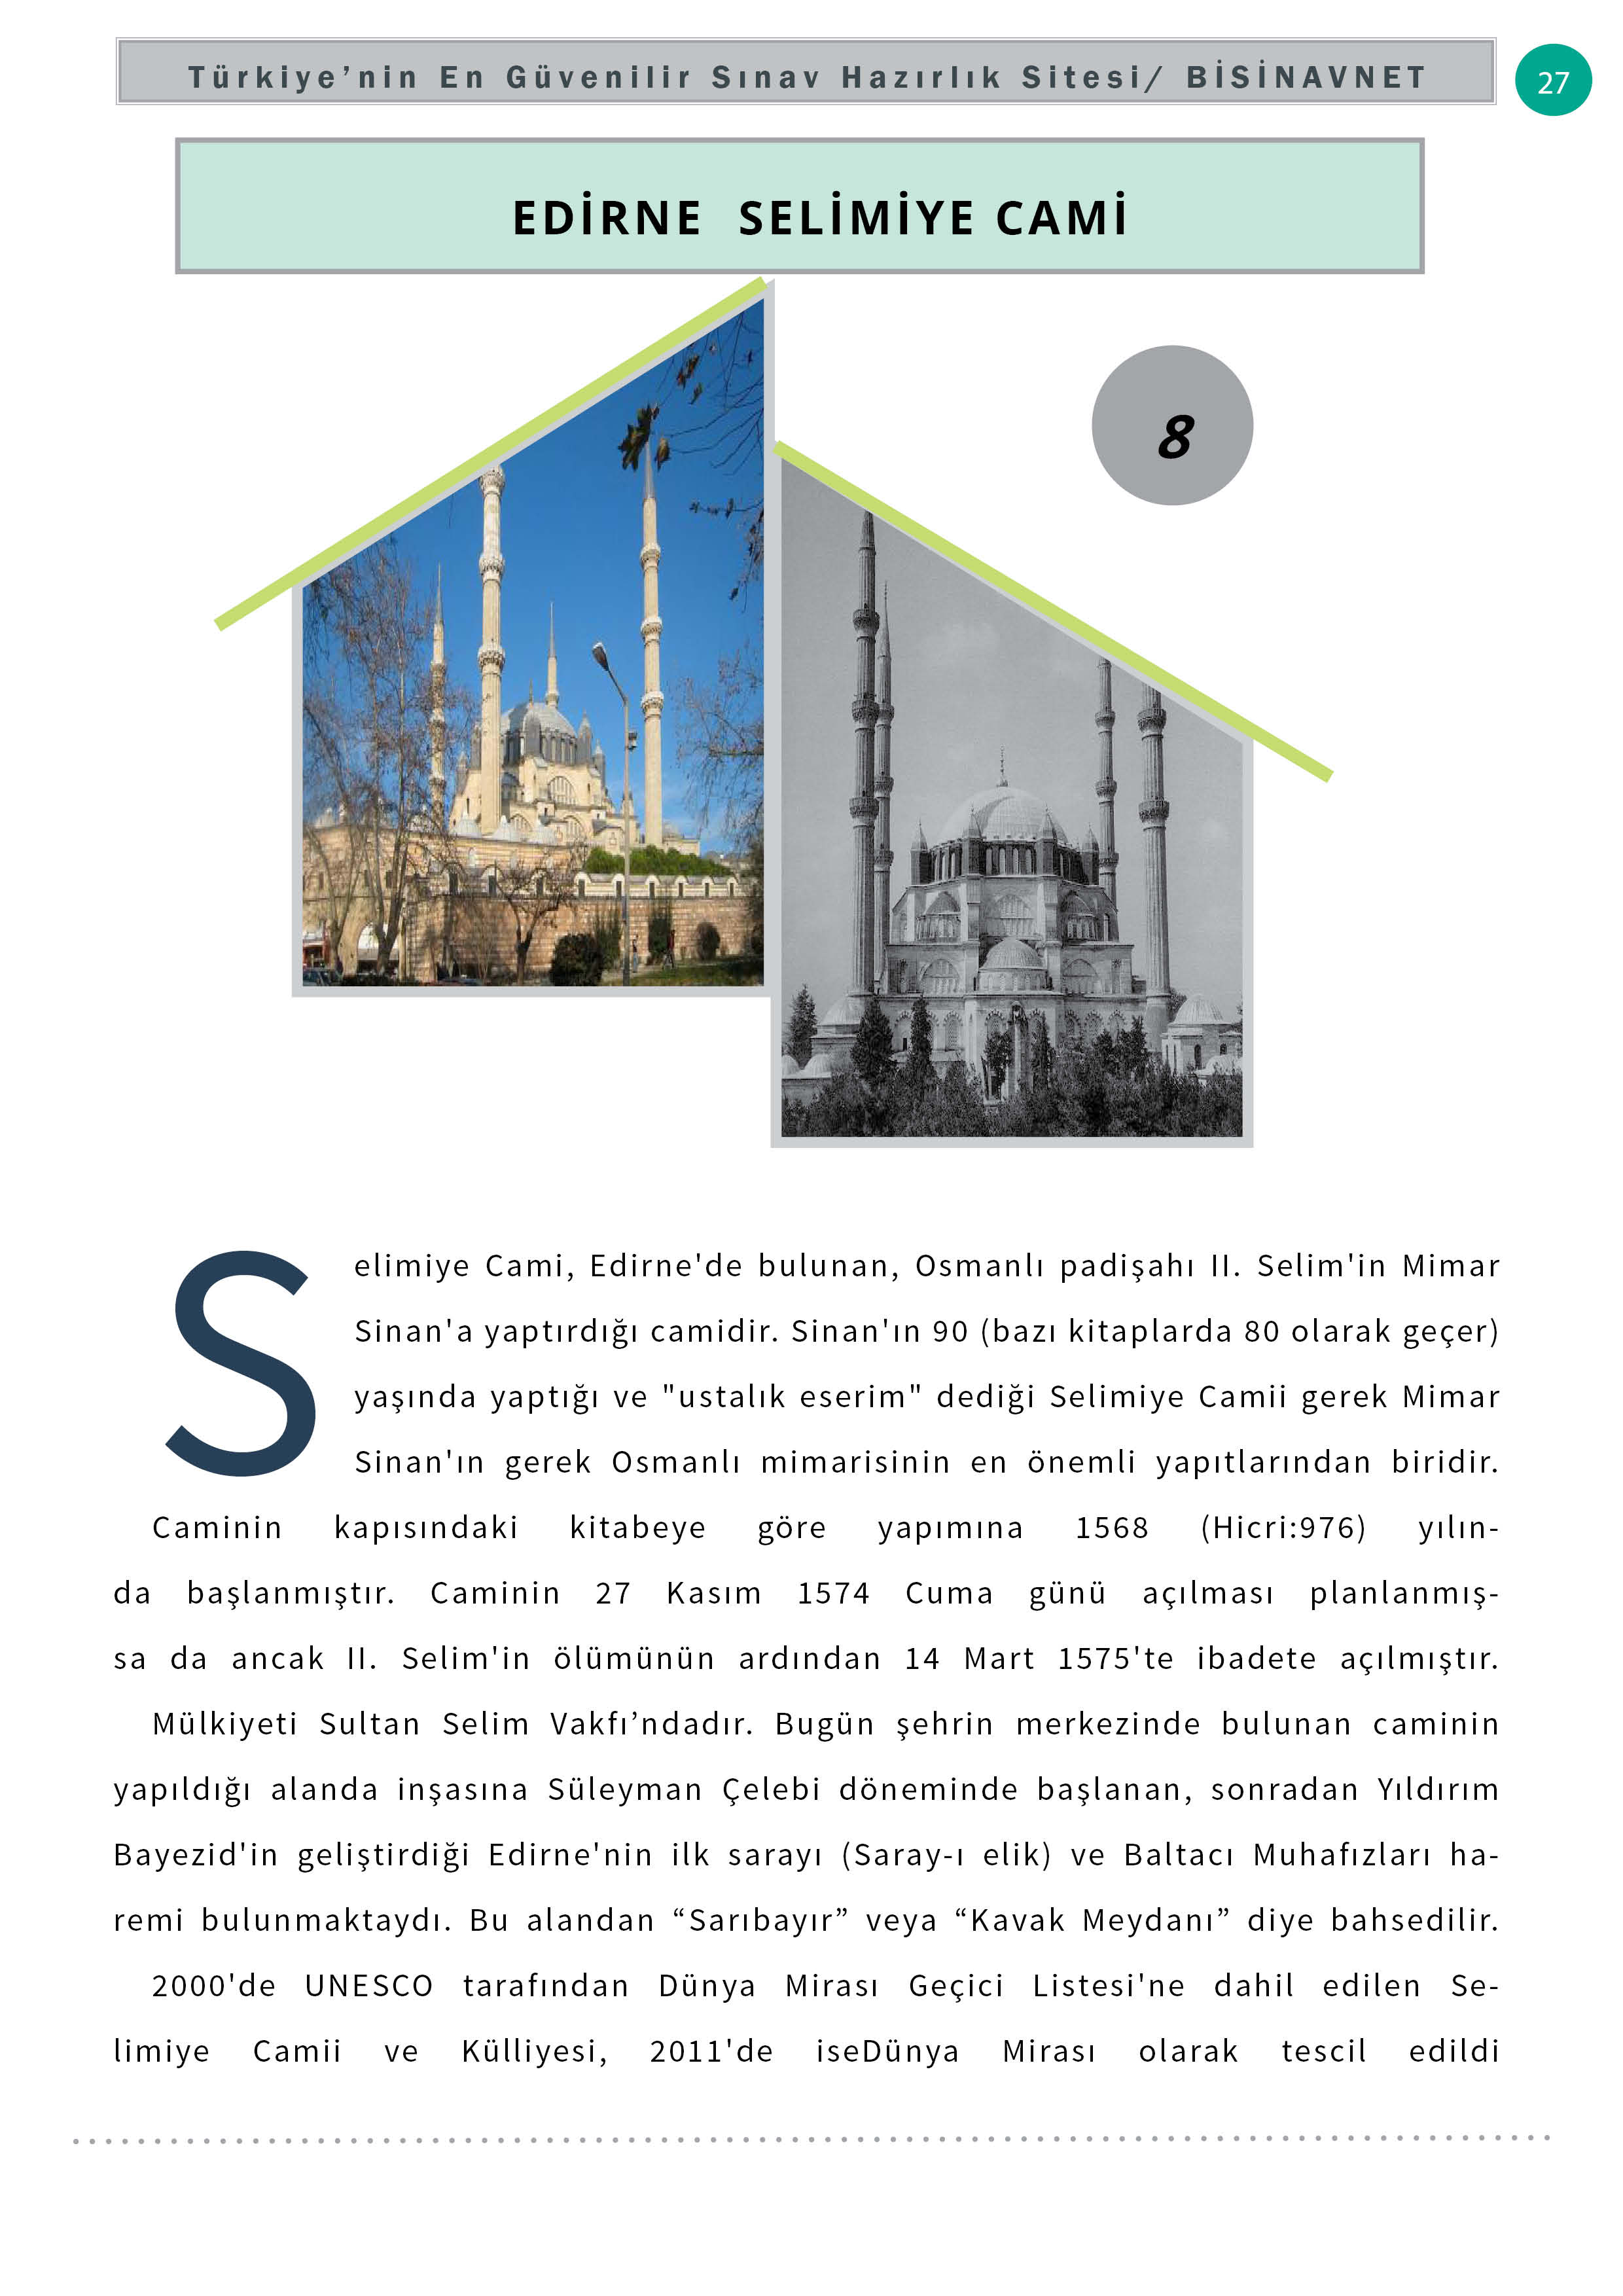 Türkiye’nin En Güvenilir Sınav Hazırlık Sitesi/ BİSİNAVNET
27
EDİRNE SELİMİYE CAMİ
8
Selimiye Cami, Edirne'de bulunan, Osmanlı padişahı II. Selim'in Mimar
Sinan'a yaptırdığı camidir. Sinan'ın 90 (bazı kitaplarda 80 olarak geçer)
yaşında yaptığı ve "ustalık eserim" dediği Selimiye Camii gerek Mimar
Sinan'ın gerek Osmanlı mimarisinin en önemli yapıtlarından biridir.
Caminin kapısındaki kitabeye göre yapımına 1568 (Hicri:976) yılın-
da başlanmıştır. Caminin 27 Kasım 1574 Cuma günü açılması planlanmış-
sa da ancak II. Selim'in ölümünün ardından 14 Mart 1575'te ibadete açılmıştır.
Mülkiyeti Sultan Selim Vakfı’ndadır. Bugün şehrin merkezinde bulunan caminin
yapıldığı alanda inşasına Süleyman Çelebi döneminde başlanan, sonradan Yıldırım
Bayezid'in geliştirdiği Edirne'nin ilk sarayı (Saray-ı elik) ve Baltacı Muhafızları ha-
remi bulunmaktaydı. Bu alandan “Sarıbayır” veya “Kavak Meydanı” diye bahsedilir.
2000'de UNESCO tarafından Dünya Mirası Geçici Listesi'ne dahil edilen Se-
limiye Camii ve Külliyesi, 2011'de iseDünya Mirası olarak tescil edildi